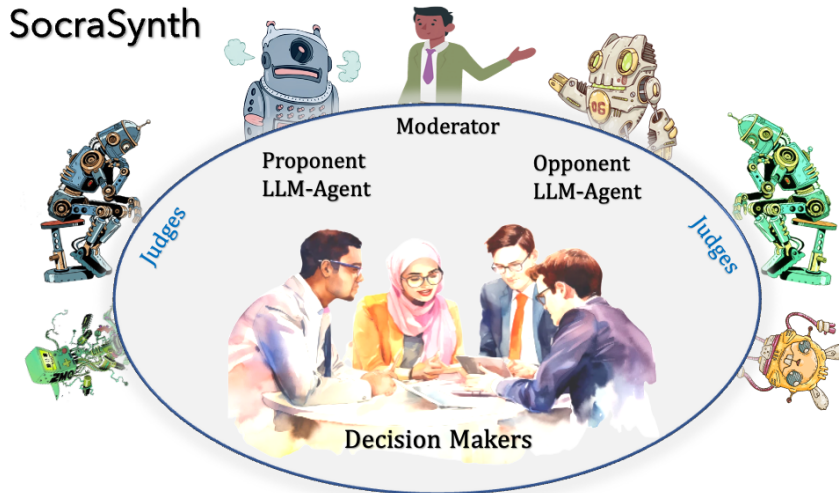 SocraSynth
Moderator
Proponent
LLM-Agent
Opponent
LLM-Agent
Judges
Judges
Decision Makers